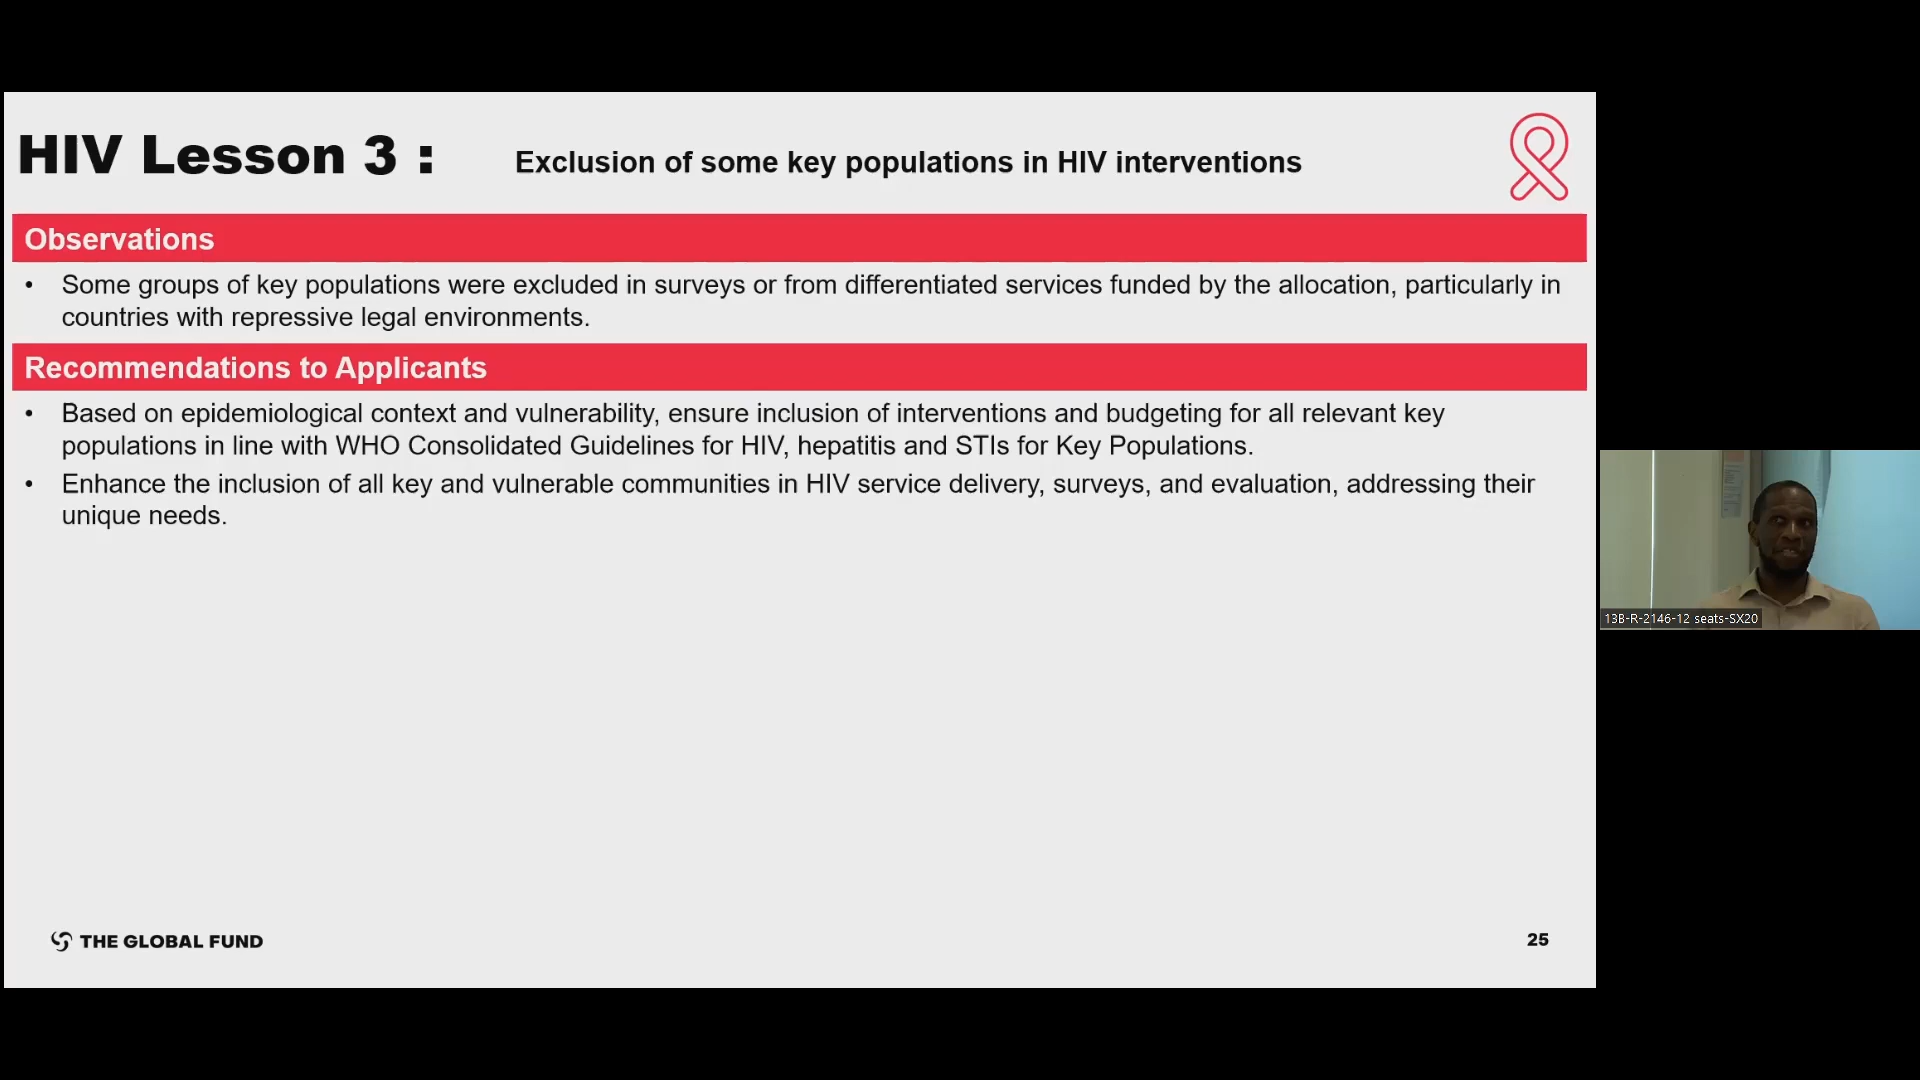 HIV Lesson 3 :
Exclusion of some key populations in HIV interventions
Observations
• Some groups of key populations were excluded in surveys or from differentiated services funded by the allocation, particularly in
countries with repressive legal environments.
Recommendations to Applicants
• Based on epidemiological context and vulnerability, ensure inclusion of interventions and budgeting for all relevant key
populations in line with WHO Consolidated Guidelines for HIV, hepatitis and STIs for Key Populations.
• Enhance the inclusion of all key and vulnerable communities in HIV service delivery, surveys, and evaluation, addressing their
unique needs.
13B-R-2146-12 seats-SX20
THE GLOBAL FUND
25